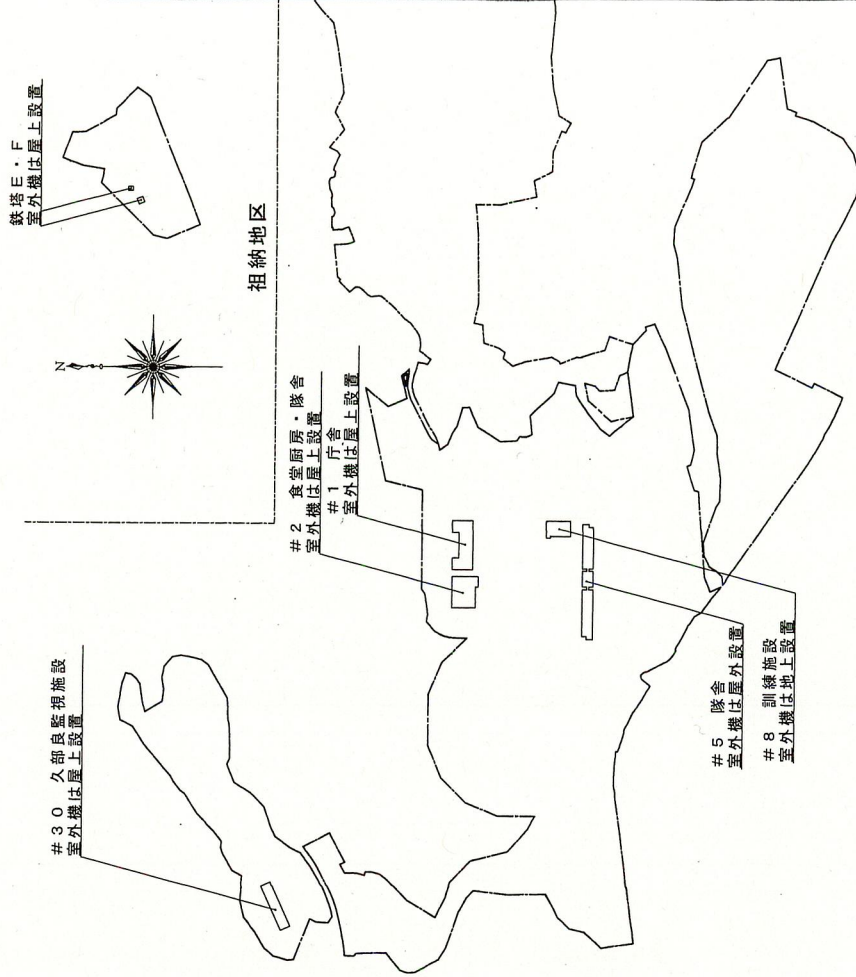 鉄塔E・F
室外機は屋上設置
N
祖納地区
#2 食堂厨房・隊舎
室外機は屋上設置
#1 庁舎
室外機は屋上設置
#30 久部良監視施設
室外機は屋上設置
#5 隊舎
室外機は屋外設置
#8 訓練施設
室外機は地上設置